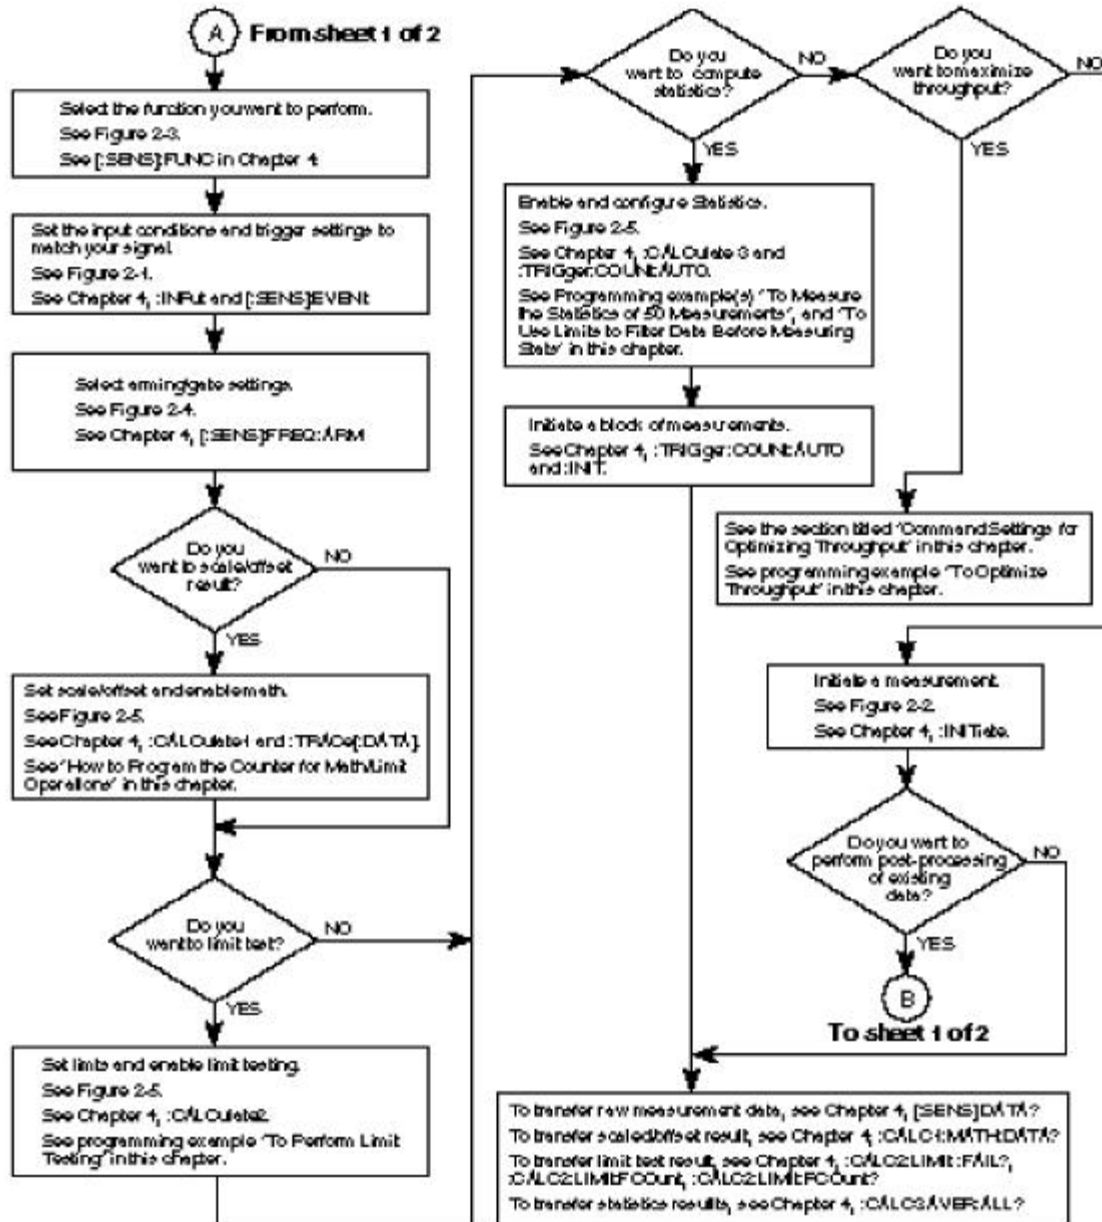 A From sheet 1 of 2
Select the function you want to perform.
See Figure 2-3.
See [:SENS]:FUNC in Chapter 4
Set the input conditions and trigger settings to
match your signal.
See Figure 2-4.
See Chapter 4, :INPut and [:SENS]:EVENt
Select arming/gate settings.
See Figure 2-4.
See Chapter 4, [:SENS]FREQ:ARM
Do you
want to scale/offset
result?
NO
YES
Set scale/offset and enable math.
See Figure 2-5.
See Chapter 4, :CALCulate1 and :TRACe[:DATA].
See "How to Program the Counter for Math/Limit
Operations" in this chapter.
Do you
want to limit test?
NO
YES
Set limits and enable limit testing.
See Figure 2-5.
See Chapter 4, :CALCulate2.
See programming example "To Perform Limit
Testing" in this chapter.
Do you
want to compute
statistics?
NO
YES
Enable and configure Statistics.
See Figure 2-5.
See Chapter 4, :CALCulate 3 and
:TRIGger:COUNt:AUTO.
See Programming example(s) "To Measure
the Statistics of 50 Measurements", and "To
Use Limits to Filter Data Before Measuring
Stats" in this chapter.
Initiate a block of measurements.
See Chapter 4, :TRIGger:COUNt:AUTO
and :INIT.
Do you
want to maximize
throughput?
NO
YES
See the section titled "Command Settings for
Optimizing Throughput" in this chapter.
See programming example "To Optimize
Throughput" in this chapter.
Initiate a measurement.
See Figure 2-2.
See Chapter 4, :INITiate.
Do you want to
perform post-processing
of existing
data?
NO
YES
B
To sheet 1 of 2
To transfer raw measurement data, see Chapter 4, [SENS]DATA?
To transfer scaled/offset result, see Chapter 4, :CALC1:MATH:DATA?
To transfer limit test result, see Chapter 4, :CALC2:LIMIt:FAIL?,
:CALC2:LIMIt:FCOUnt, :CALC2:LIMIt:FCOUnt?
To transfer statistics results, see Chapter 4, :CALC3:AVER:ALL?